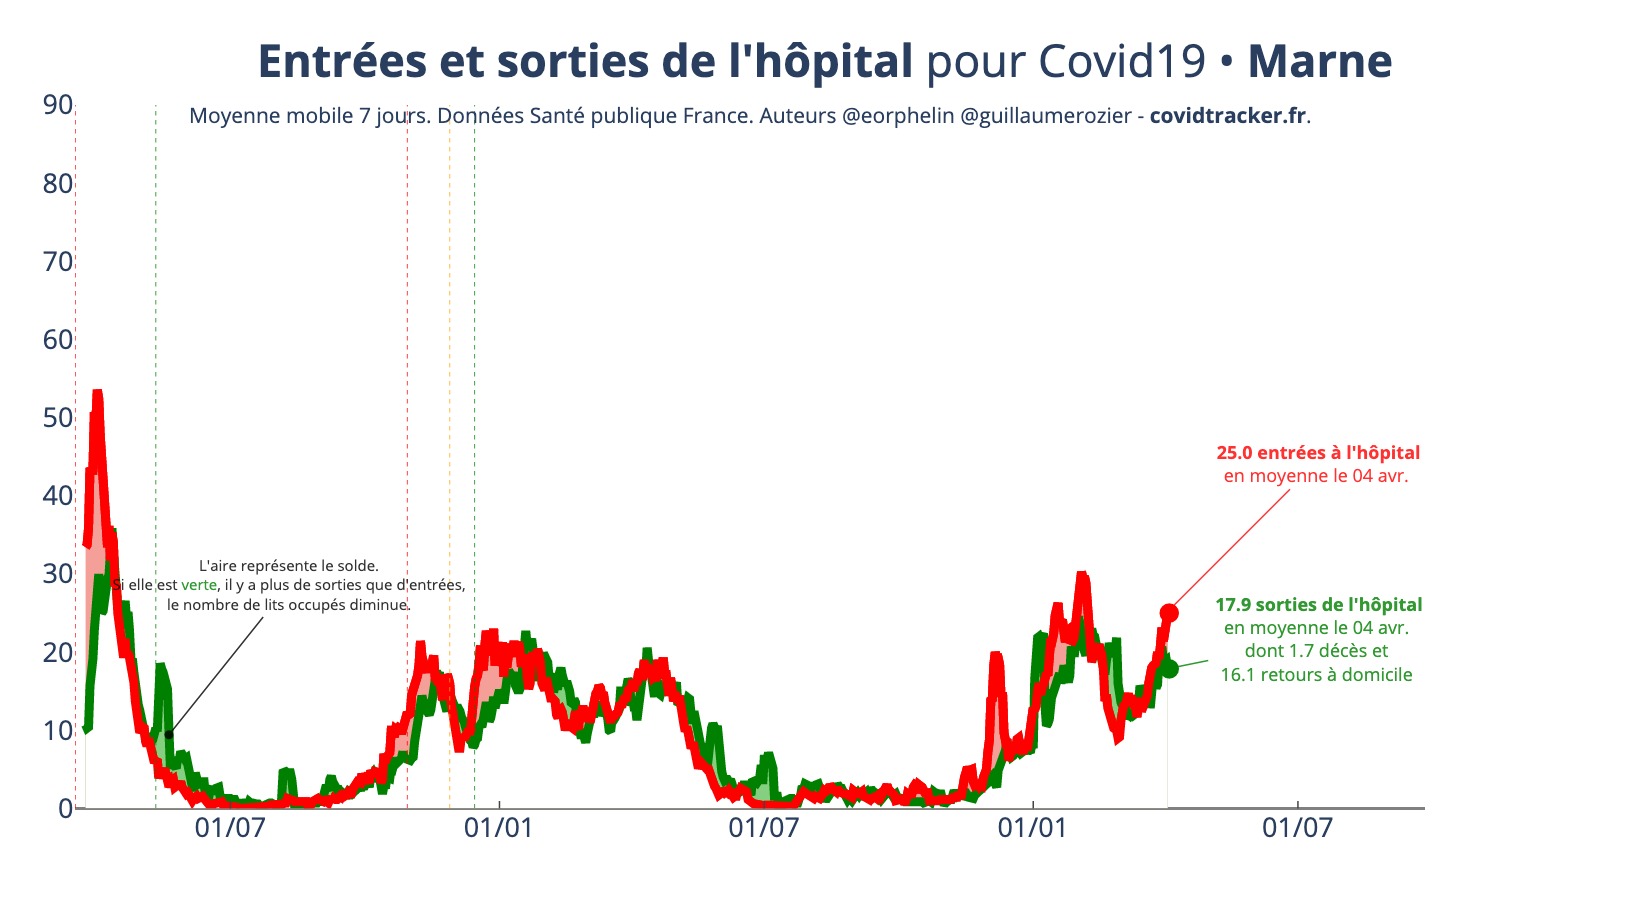 Entrées et sorties de l'hôpital pour Covid19 • Marne
Moyenne mobile 7 jours. Données Santé publique France. Auteurs @eorphelin @guillaumerozier - covidtracker.fr.
90
80
70
60
50
40
30
20
10
0
L'aire représente le solde.
Si elle est verte, il y a plus de sorties que d'entrées,
le nombre de lits occupés diminue.
25.0 entrées à l'hôpital
en moyenne le 04 avr.
17.9 sorties de l'hôpital
en moyenne le 04 avr.
dont 1.7 décès et
16.1 retours à domicile
01/07
01/01
01/07
01/01
01/07